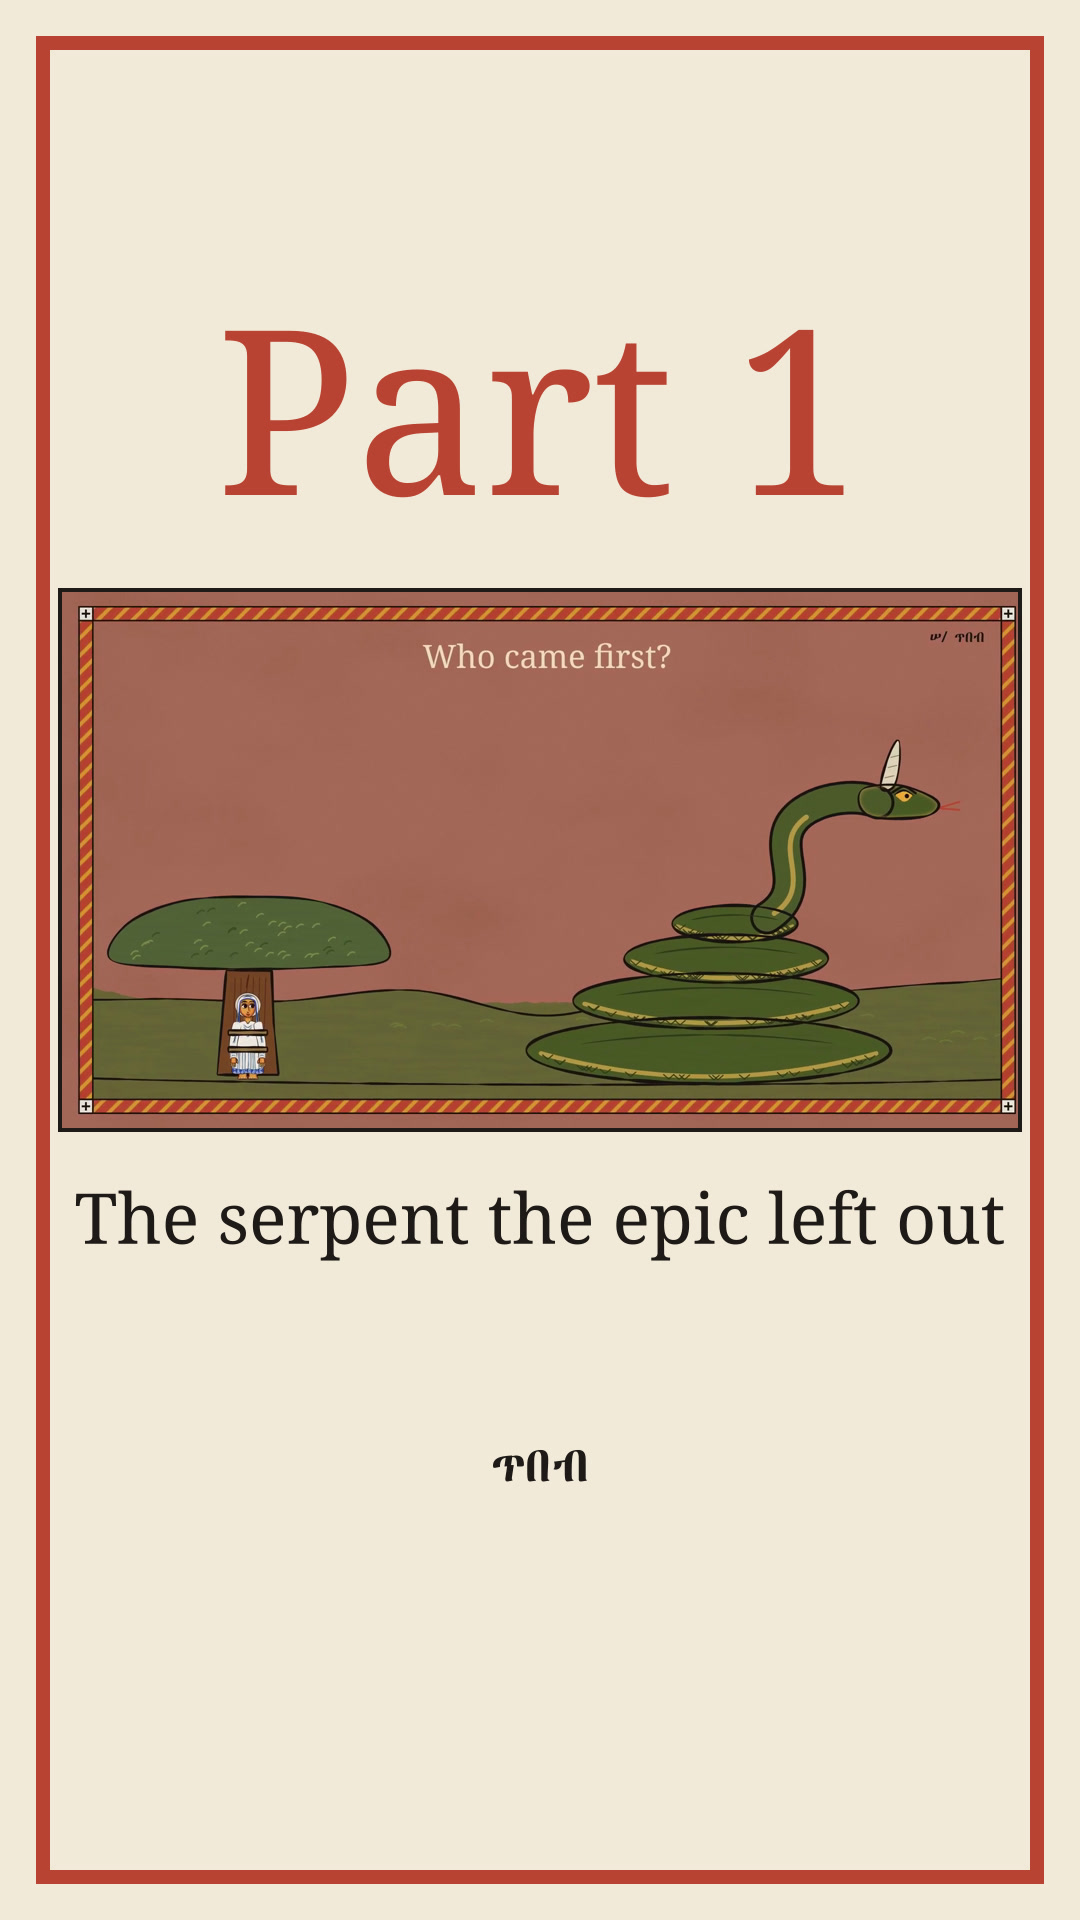 Part 1
Who came first?
ሠ/ ጥበብ
The serpent the epic left out
ጥበብ